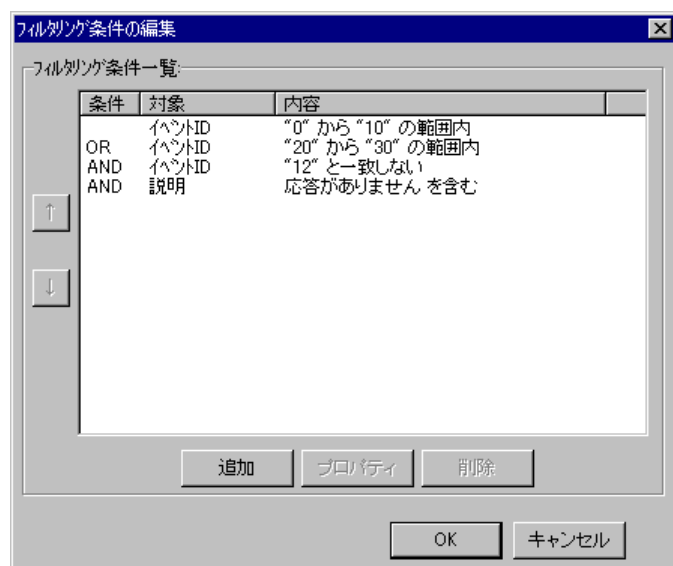 フィルタリング条件の編集
フィルタリング条件一覧:
条件 対象 内容
イベントID "0" から "10" の範囲内
OR イベントID "20" から "30" の範囲内
AND イベントID "12" と一致しない
AND 説明 応答がありません を含む
↑
↓
追加 プロパティ 削除
OK キャンセル